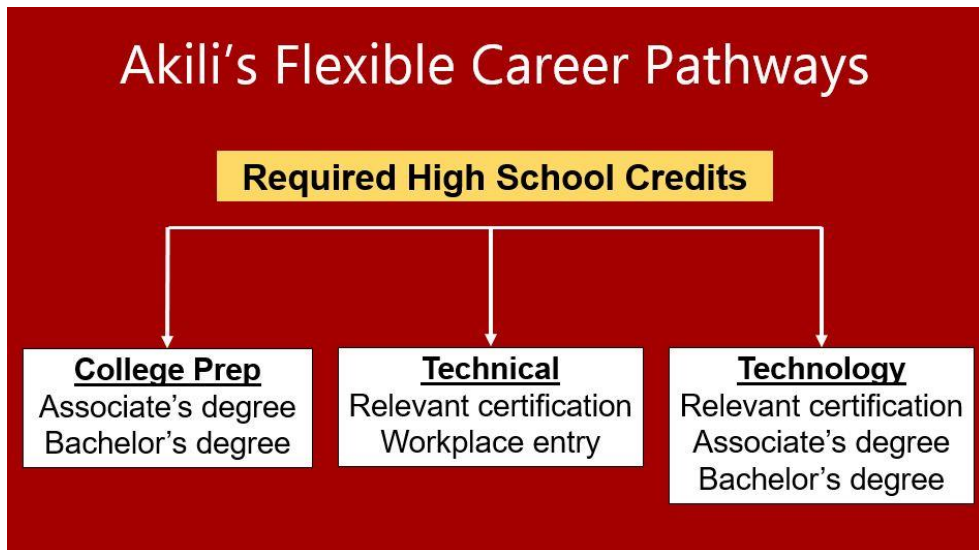 Akili's Flexible Career Pathways
Required High School Credits
College Prep
Associate's degree
Bachelor's degree
Technical
Relevant certification
Workplace entry
Technology
Relevant certification
Associate's degree
Bachelor's degree